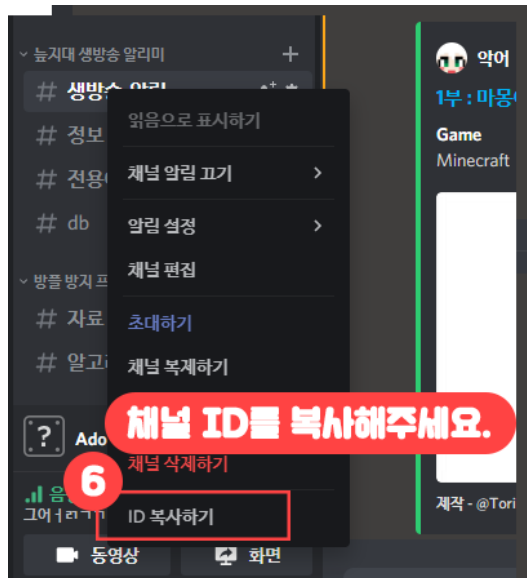 늪지대 생방송 알리미
# 생방송 알림
# 정보
# 전용
# db
방플 방지 프
# 자료
# 알고
읽음으로 표시하기
채널 알림 끄기
알림 설정
채널 편집
초대하기
채널 복제하기
채널 ID를 복사해주세요.
채널 삭제하기
6
ID 복사하기
Ado
동영상
화면
악어
1부 : 마몽
Game
Minecraft
제작 - @Tori